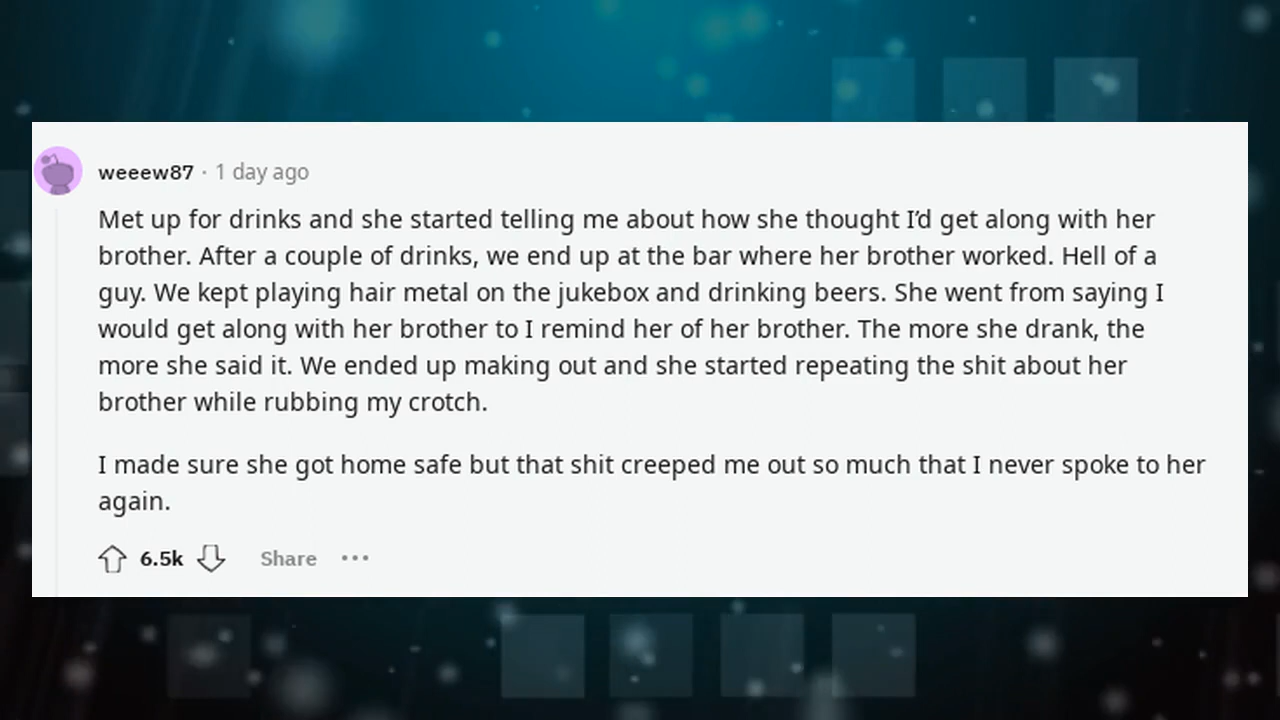 weeew87 · 1 day ago
Met up for drinks and she started telling me about how she thought I’d get along with her
brother. After a couple of drinks, we end up at the bar where her brother worked. Hell of a
guy. We kept playing hair metal on the jukebox and drinking beers. She went from saying I
would get along with her brother to I remind her of her brother. The more she drank, the
more she said it. We ended up making out and she started repeating the shit about her
brother while rubbing my crotch.
I made sure she got home safe but that shit creeped me out so much that I never spoke to her
again.
6.5k Share •••